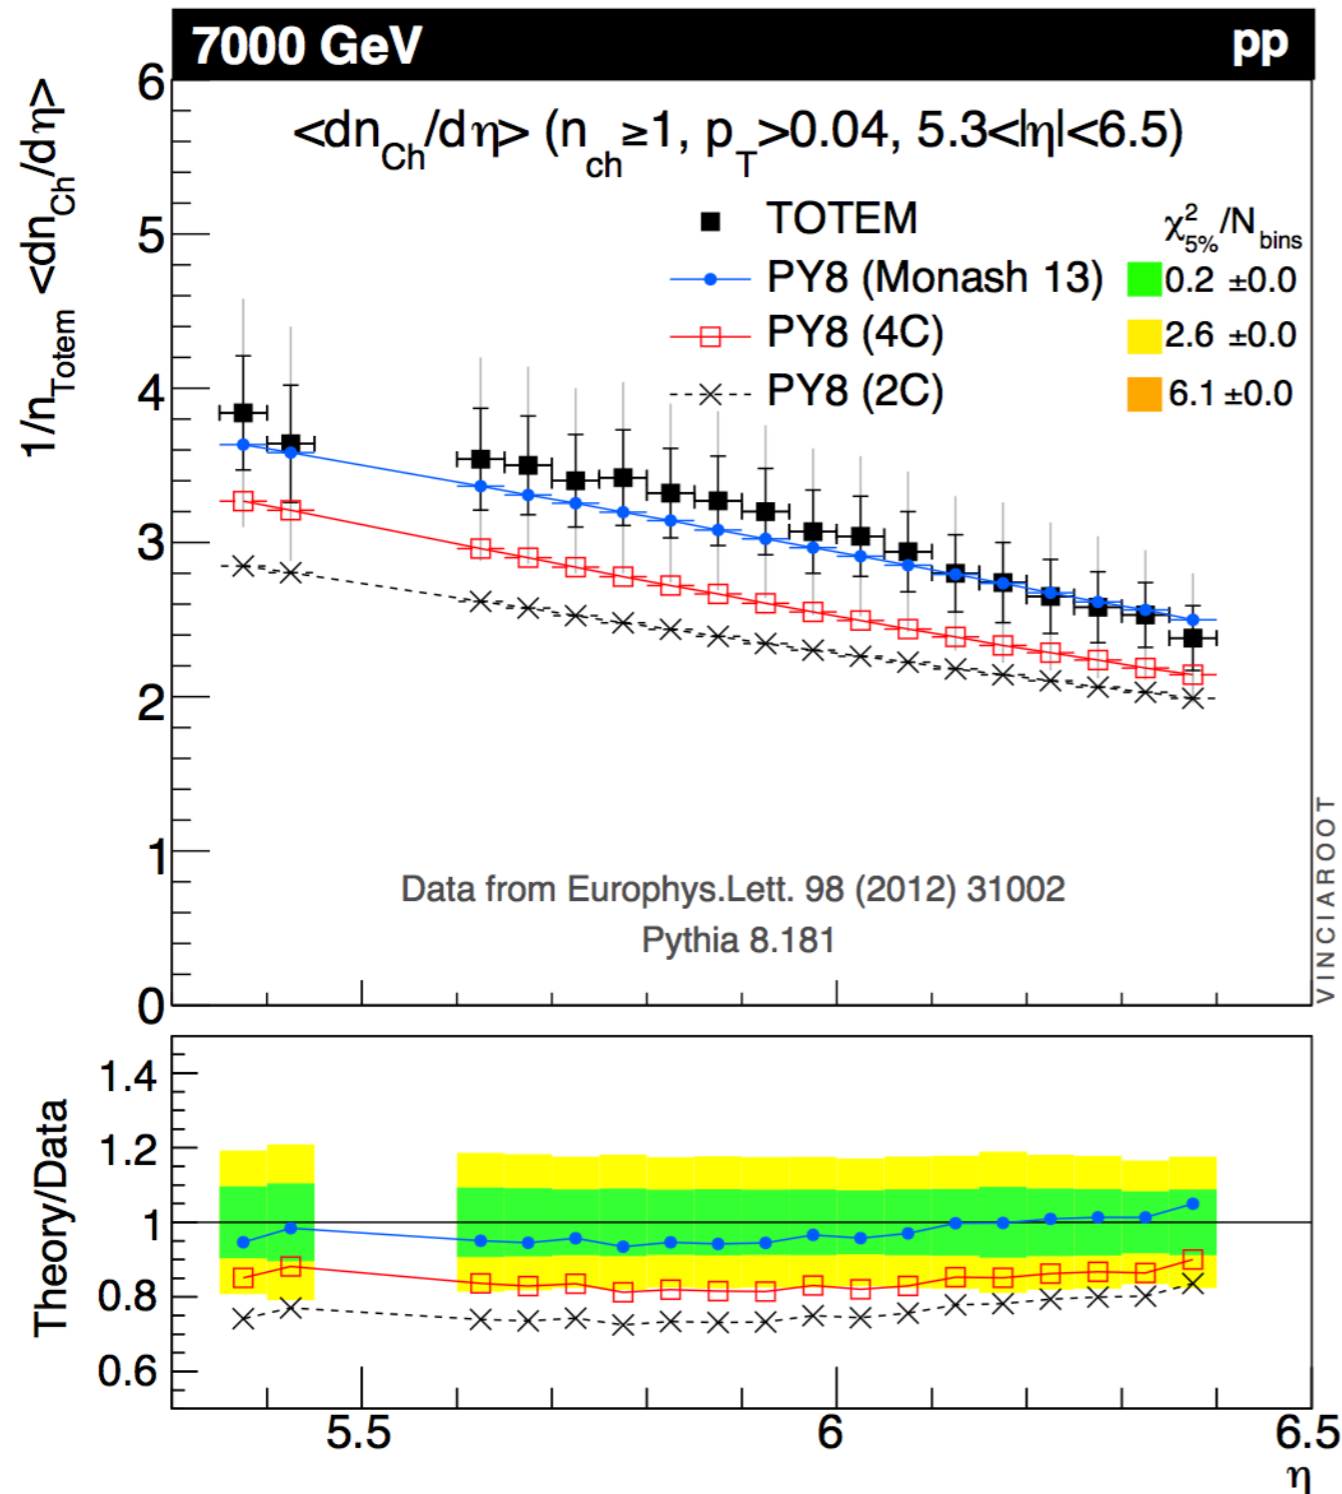 7000 GeV pp
1/n_Totem <dn_Ch/dη>
<dn_Ch/dη> (n_ch≥1, p_T>0.04, 5.3<|η|<6.5)
TOTEM
PY8 (Monash 13)
PY8 (4C)
PY8 (2C)
χ²_5%/N_bins
0.2 ±0.0
2.6 ±0.0
6.1 ±0.0
6
5
4
3
2
1
0
Data from Europhys.Lett. 98 (2012) 31002
Pythia 8.181
VINCIAROOT
Theory/Data
1.4
1.2
1
0.8
0.6
5.5 6 6.5
η